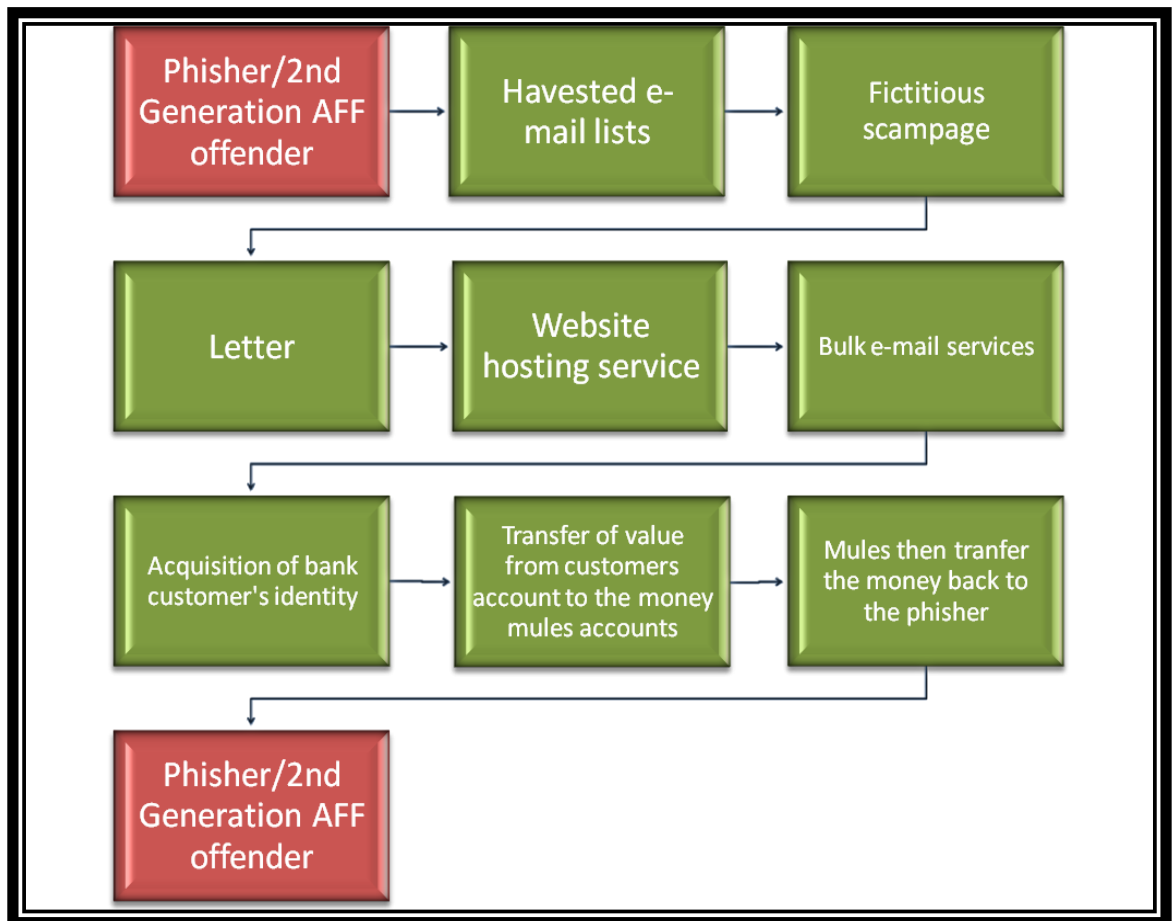 Phisher/2nd
Generation AFF
offender
Havested e-
mail lists
Fictitious
scampage
Letter
Website
hosting service
Bulk e-mail services
Acquisition of bank
customer's identity
Transfer of value
from customers
account to the money
mules accounts
Mules then tranfer
the money back to
the phisher
Phisher/2nd
Generation AFF
offender